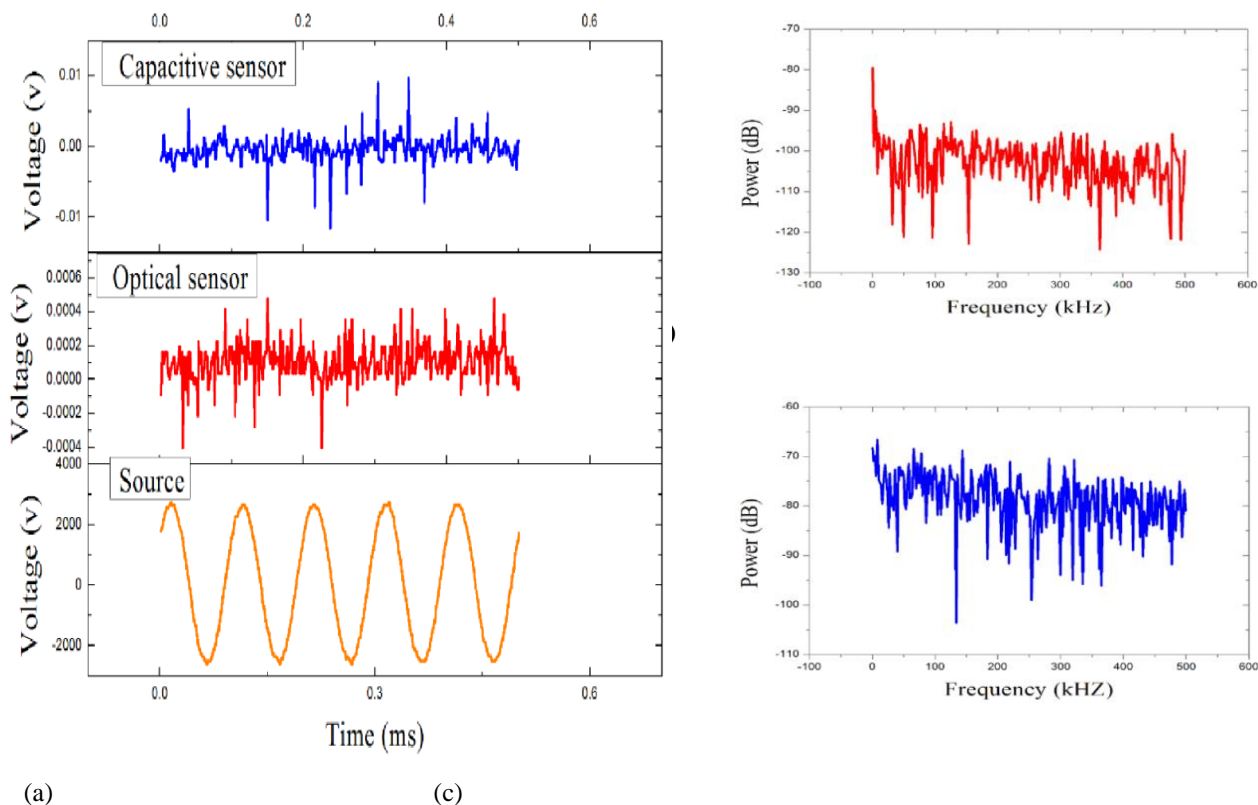 0.0 0.2 0.4 0.6
Capacitive sensor
Voltage (v)
0.01
0.00
-0.01
Optical sensor
Voltage (v)
0.0006
0.0004
0.0002
0.0000
-0.0002
-0.0004
Source
Voltage (v)
4000
2000
0
-2000
0.0 0.3 0.6
Time (ms)
(a) (c)
Power (dB)
-70
-80
-90
-100
-110
-120
-130
-100 0 100 200 300 400 500 600
Frequency (kHz)
Power (dB)
-60
-70
-80
-90
-100
-110
-100 0 100 200 300 400 500 600
Frequency (kHZ)